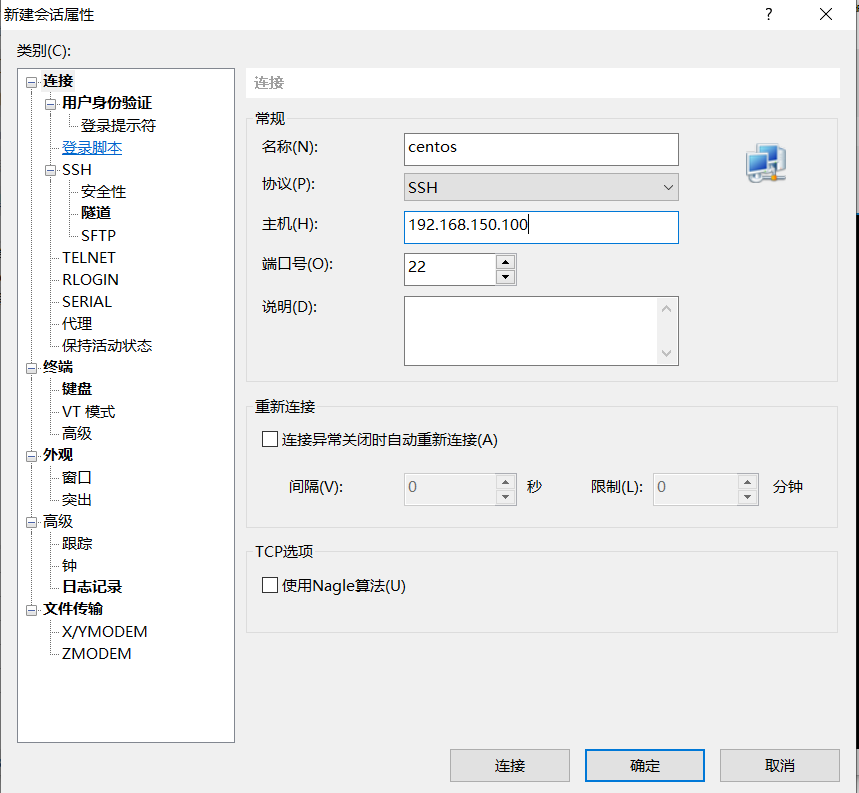 新建会话属性 ?
类别(C):
连接
用户身份验证
登录提示符
登录脚本
SSH
安全性
隧道
SFTP
TELNET
RLOGIN
SERIAL
代理
保持活动状态
终端
键盘
VT 模式
高级
外观
窗口
突出
高级
跟踪
钟
日志记录
文件传输
X/YMODEM
ZMODEM
连接
常规
名称(N): centos
协议(P): SSH
主机(H): 192.168.150.100
端口号(O): 22
说明(D):
重新连接
连接异常关闭时自动重新连接(A)
间隔(V): 0 秒 限制(L): 0 分钟
TCP选项
使用Nagle算法(U)
连接 确定 取消